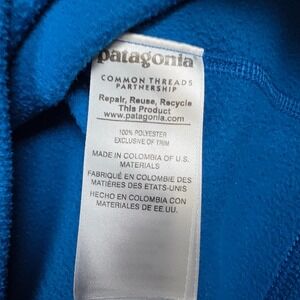 patagonia
COMMON THREADS
PARTNERSHIP
Repair, Reuse, Recycle
This Product
www.patagonia.com
100% POLYESTER
EXCLUSIVE OF TRIM
MADE IN COLOMBIA OF U.S.
MATERIALS
FABRIQUÉ EN COLOMBIE DES
MATIÈRES DES ETATS-UNIS
HECHO EN COLOMBIA CON
MATERIALES DE EE.UU.